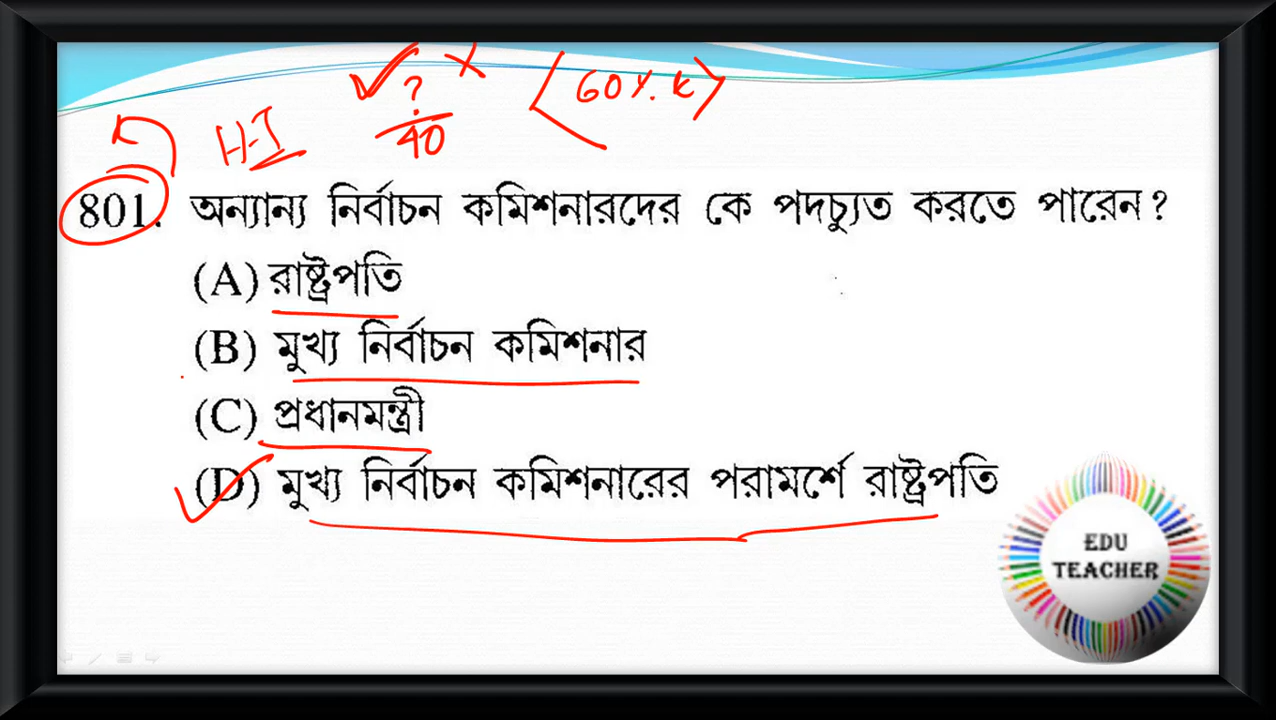 ? 
40
(60%. K)
H-I
801. অন্যান্য নির্বাচন কমিশনারদের কে পদচ্যুত করতে পারেন?
(A) রাষ্ট্রপতি
(B) মুখ্য নির্বাচন কমিশনার
(C) প্রধানমন্ত্রী
(D) মুখ্য নির্বাচন কমিশনারের পরামর্শে রাষ্ট্রপতি
EDU
TEACHER